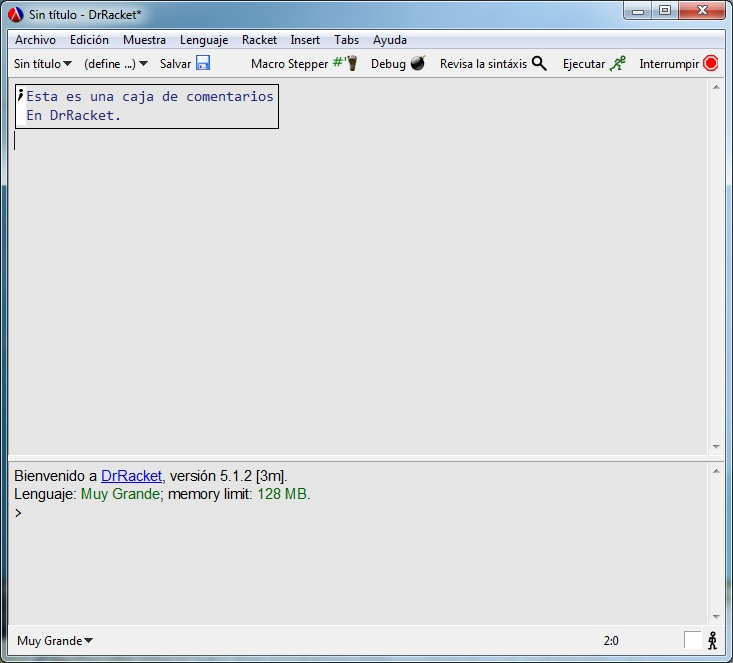 Sin título - DrRacket*
Archivo Edición Muestra Lenguaje Racket Insert Tabs Ayuda
Sin título (define ...) Salvar Macro Stepper #' Debug Revisa la sintáxis Ejecutar Interrumpir
;Esta es una caja de comentarios
En DrRacket.
Bienvenido a DrRacket, versión 5.1.2 [3m].
Lenguaje: Muy Grande; memory limit: 128 MB.
>
Muy Grande 2:0